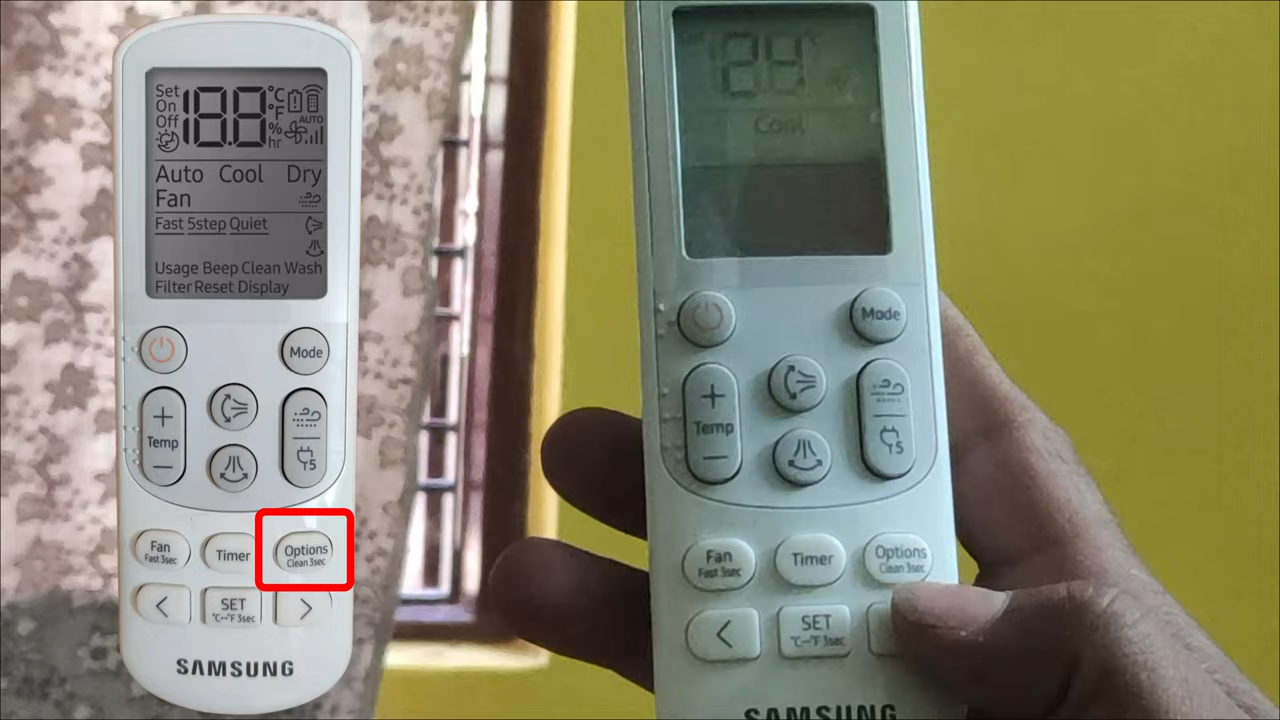 Set
On
Off
18.8
°C
°F
%
hr
AUTO
Auto Cool Dry
Fan
Fast 5step Quiet
Usage Beep Clean Wash
Filter Reset Display
Mode
+
Temp
−
5
Fan
Fast 3sec
Timer
Options
Clean 3sec
<
SET
°C↔°F 3sec
>
SAMSUNG
24
Cool
Mode
+
Temp
−
5
Fan
Fast 3sec
Timer
Options
Clean 3sec
<
SET
°C↔°F 3sec
SAMSUNG